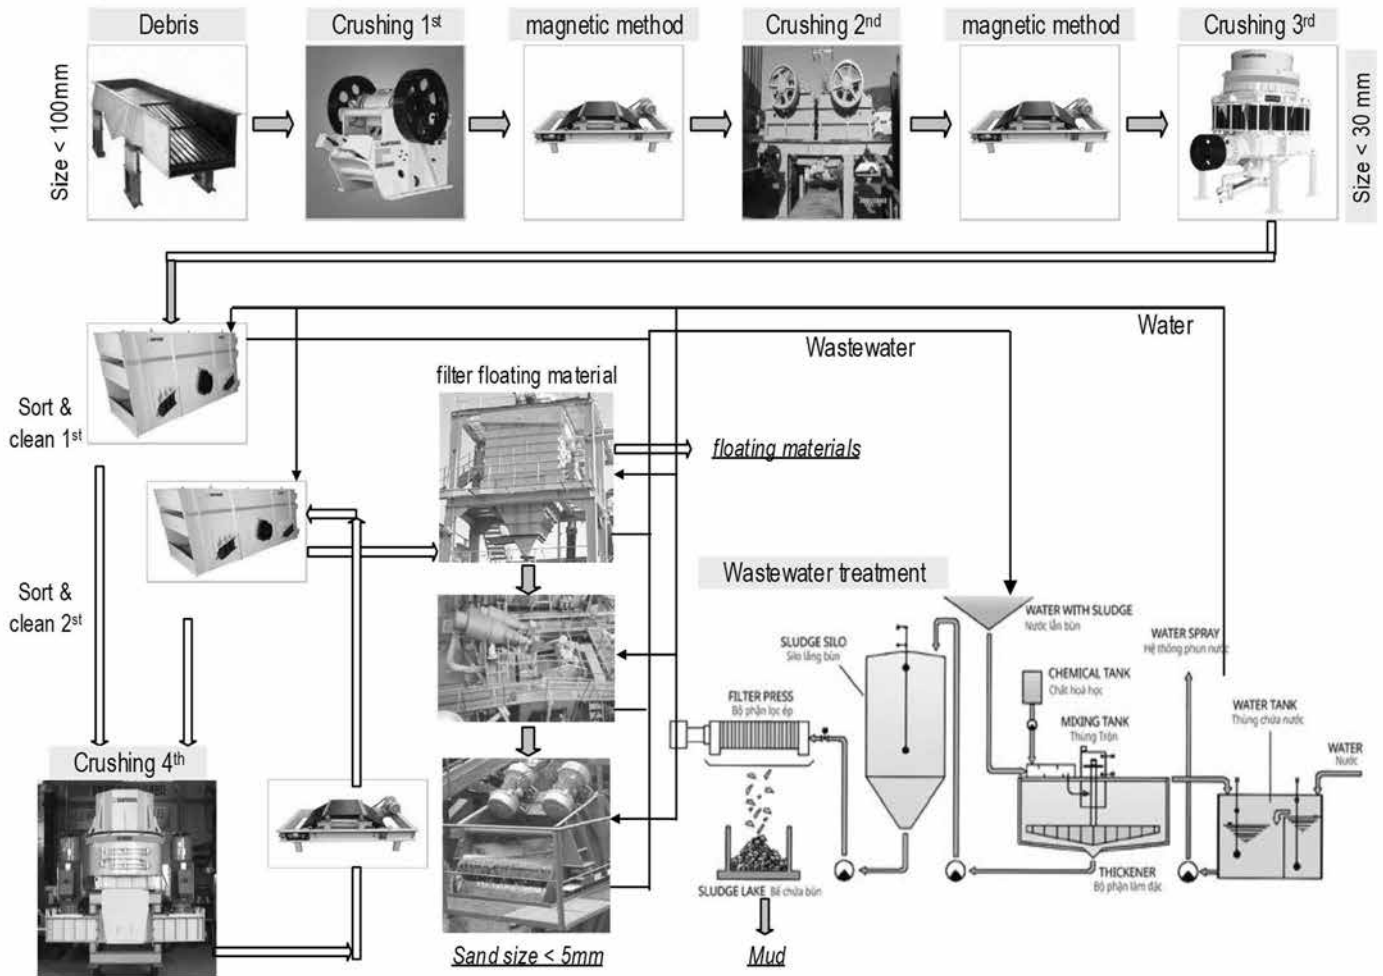 Debris
Crushing 1st
magnetic method
Crushing 2nd
magnetic method
Crushing 3rd
Size < 100mm
Size < 30 mm
Water
Wastewater
filter floating material
Sort &
clean 1st
floating materials
Sort &
clean 2st
Wastewater treatment
WATER WITH SLUDGE
Nước lẫn bùn
WATER SPRAY
Hệ thống phun nước
SLUDGE SILO
Silo lắng bùn
CHEMICAL TANK
Chất hoá học
FILTER PRESS
Bộ phận lọc ép
MIXING TANK
Thùng Trộn
WATER TANK
Thùng chứa nước
WATER
Nước
Crushing 4th
THICKENER
Bộ phận làm đặc
SLUDGE LAKE Bể chứa bùn
Sand size < 5mm
Mud